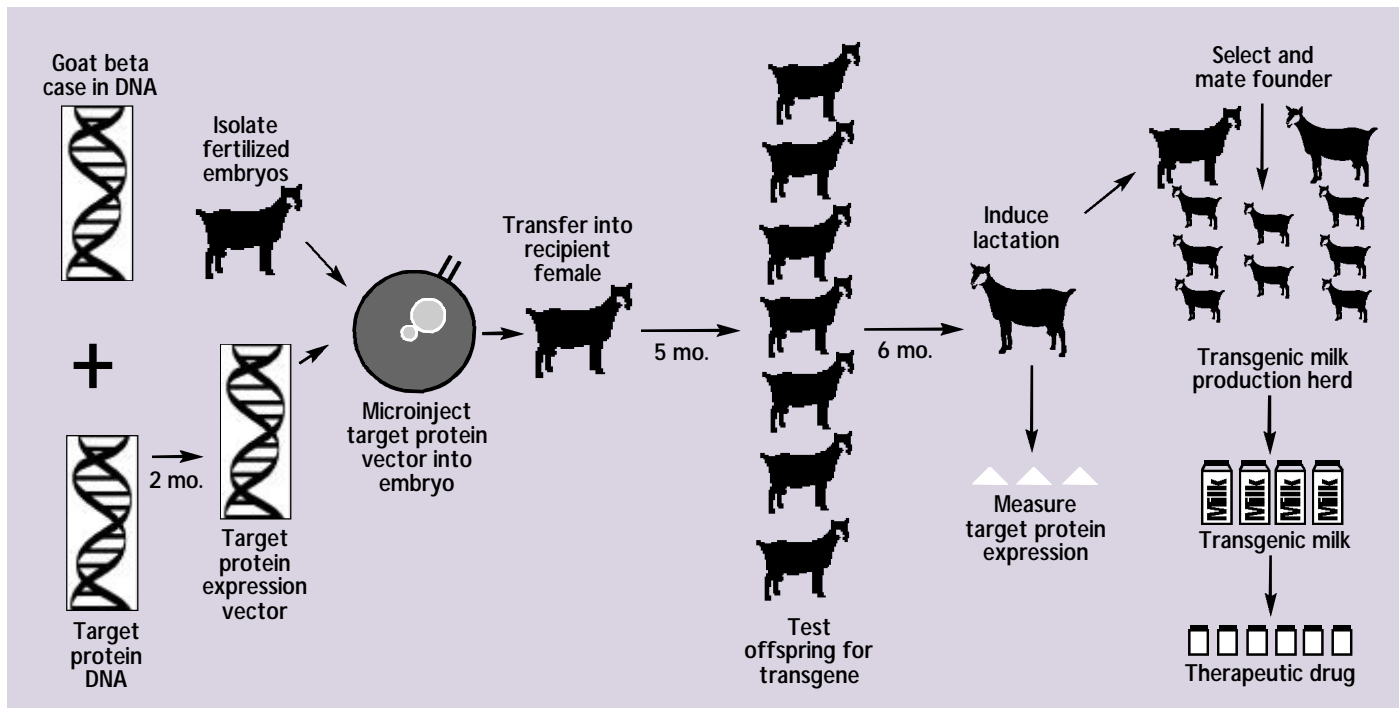 Goat beta
case in DNA
Isolate
fertilized
embryos
Target
protein
DNA
2 mo.
Target
protein
expression
vector
Microinject
target protein
vector into
embryo
Transfer into
recipient
female
5 mo.
Test
offspring for
transgene
6 mo.
Induce
lactation
Measure
target protein
expression
Select and
mate founder
Transgenic milk
production herd
Milk
Milk
Milk
Milk
Transgenic milk
Therapeutic drug